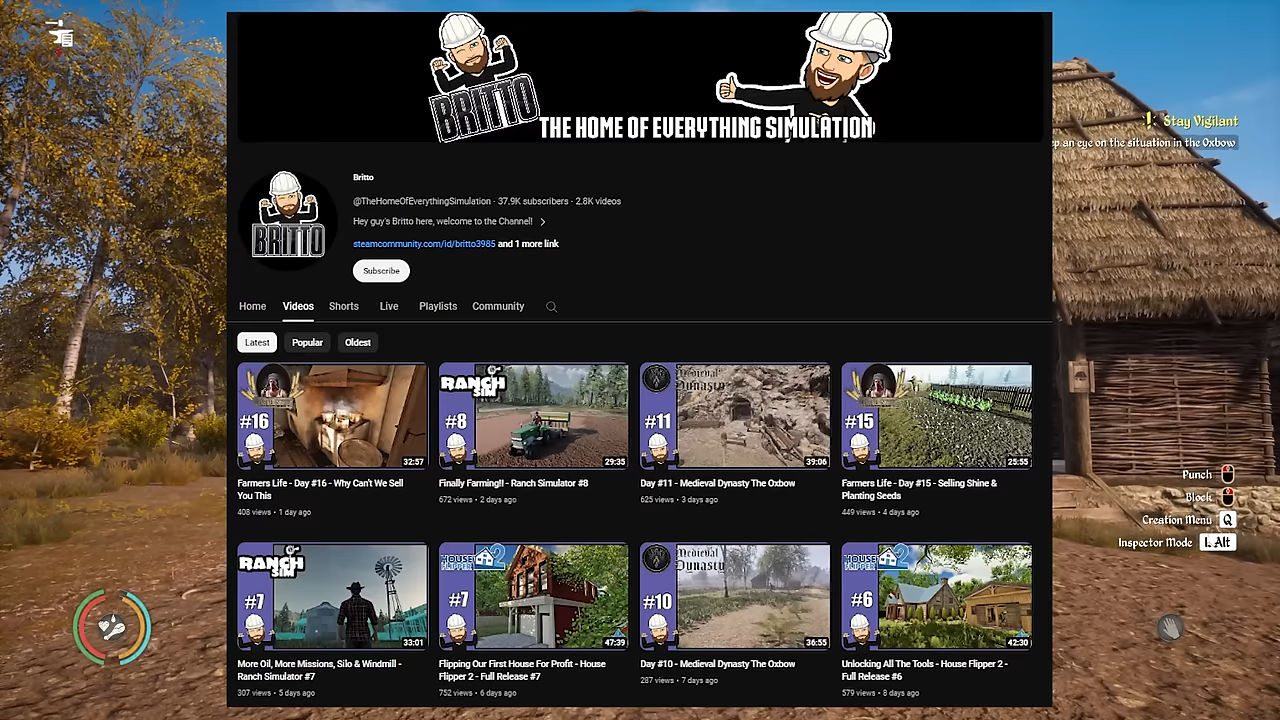 BRITTO
THE HOME OF EVERYTHING SIMULATION
Stay Vigilant
p an eye on the situation in the Oxbow
BRITTO
Britto
@TheHomeOfEverythingSimulation · 37.9K subscribers · 2.8K videos
Hey guy's Britto here, welcome to the Channel!
steamcommunity.com/id/britto3985 and 1 more link
Subscribe
Home Videos Shorts Live Playlists Community
Latest Popular Oldest
#16
32:57
RANCH SIM
#8
29:35
Medieval Dynasty
#11
39:06
#15
25:55
Farmers Life - Day #16 - Why Can't We Sell
You This
408 views • 1 day ago
Finally Farming!! - Ranch Simulator #8
672 views • 2 days ago
Day #11 - Medieval Dynasty The Oxbow
625 views • 3 days ago
Farmers Life - Day #15 - Selling Shine &
Planting Seeds
449 views • 4 days ago
Punch
Block
Creation Menu Q
Inspector Mode L Alt
RANCH SIM
#7
33:01
HOUSE FLIPPER 2
#7
47:39
Medieval Dynasty
#10
36:55
HOUSE FLIPPER 2
#6
42:30
More Oil, More Missions, Silo & Windmill -
Ranch Simulator #7
307 views • 5 days ago
Flipping Our First House For Profit - House
Flipper 2 - Full Release #7
752 views • 6 days ago
Day #10 - Medieval Dynasty The Oxbow
287 views • 7 days ago
Unlocking All The Tools - House Flipper 2 -
Full Release #6
579 views • 8 days ago